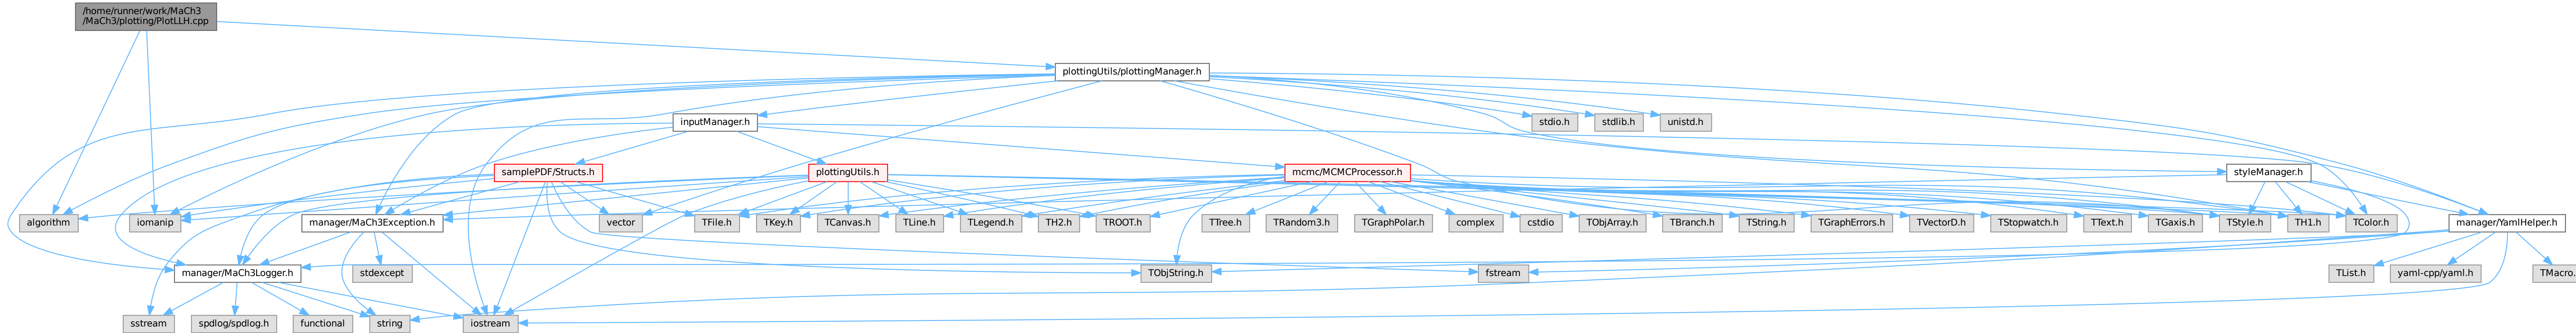 /home/runner/work/MaCh3
/MaCh3/plotting/PlotLLH.cpp
plottingUtils/plottingManager.h
inputManager.h
stdio.h
stdlib.h
unistd.h
samplePDF/Structs.h
plottingUtils.h
mcmc/MCMCProcessor.h
styleManager.h
algorithm
iomanip
manager/MaCh3Exception.h
vector
TFile.h
TKey.h
TCanvas.h
TLine.h
TLegend.h
TH2.h
TROOT.h
TTree.h
TRandom3.h
TGraphPolar.h
complex
cstdio
TObjArray.h
TBranch.h
TString.h
TGraphErrors.h
TVectorD.h
TStopwatch.h
TText.h
TGaxis.h
TStyle.h
TH1.h
TColor.h
manager/YamlHelper.h
manager/MaCh3Logger.h
stdexcept
TObjString.h
fstream
TList.h
yaml-cpp/yaml.h
TMacro.
sstream
spdlog/spdlog.h
functional
string
iostream